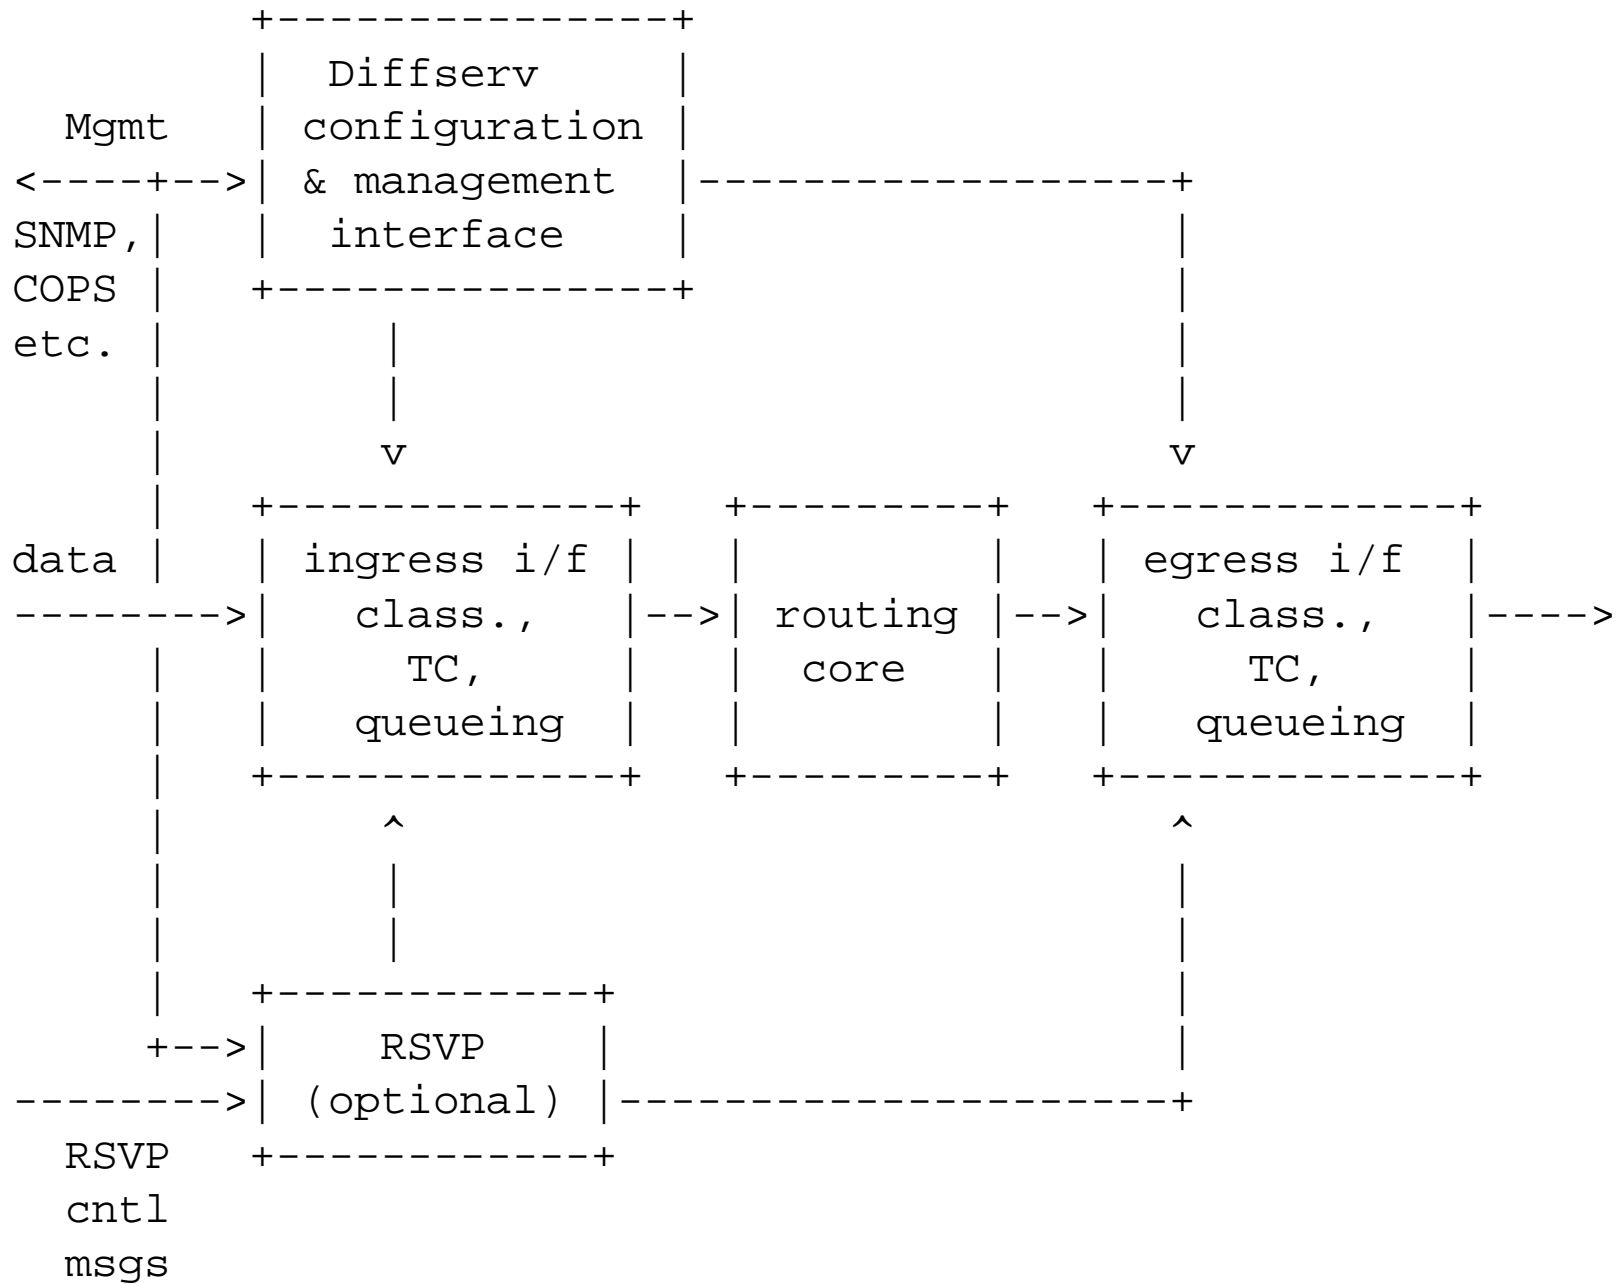 +----------------+
| Diffserv |
Mgmt | configuration |
<----+-->| & management |------------------+
SNMP,| | interface | |
COPS | +----------------+ |
etc. | | |
| | |
| v v
| +--------------+ +----------+ +--------------+
data | | ingress i/f | | | | egress i/f |
-------->| class., |-->| routing |-->| class., |---->
| | TC, | | core | | TC, |
| | queueing | | | | queueing |
| +--------------+ +----------+ +--------------+
| ^ ^
| | |
| | |
| +-------------+ |
+-->| RSVP | |
-------->| (optional) |---------------------+
RSVP +-------------+
cntl
msgs